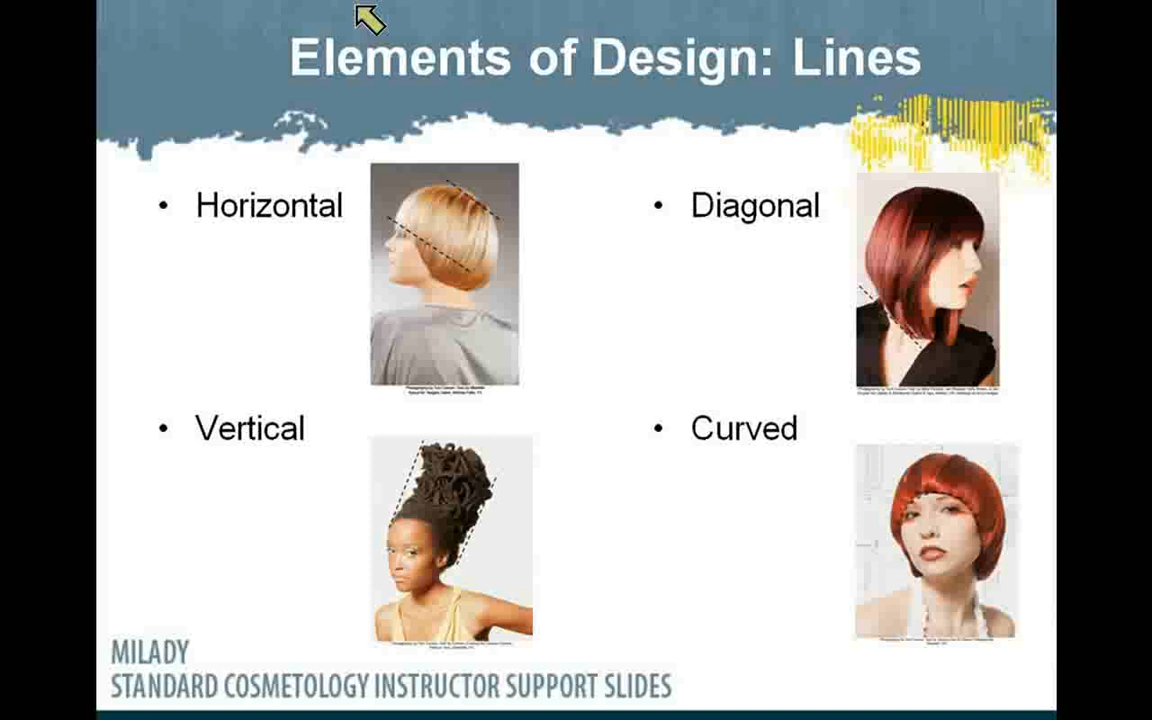 Elements of Design: Lines
• Horizontal
• Diagonal
• Vertical
• Curved
MILADY
STANDARD COSMETOLOGY INSTRUCTOR SUPPORT SLIDES